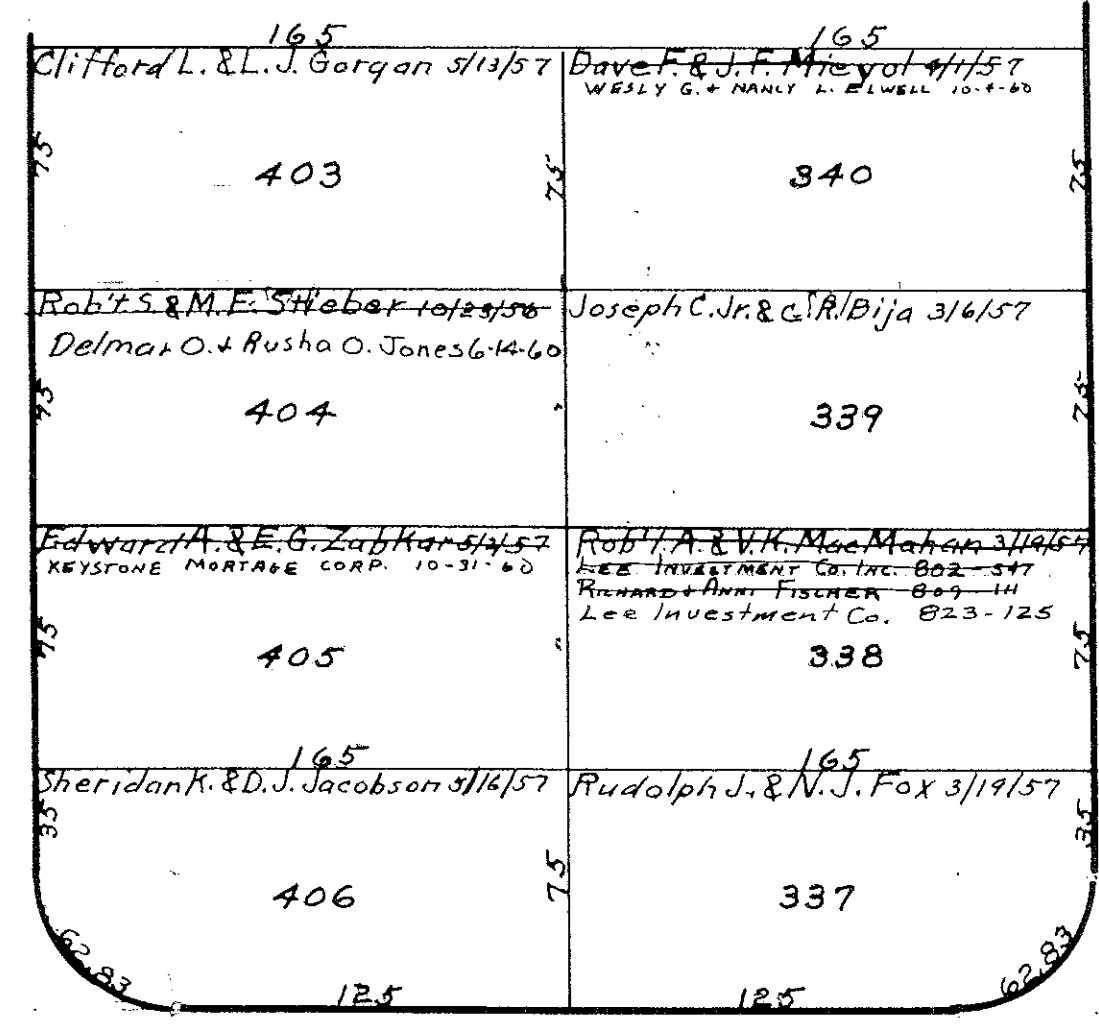 165
165
Clifford L. & L. J. Gorgan 5/13/57
Dave F. & J. F. Mieyol 4/1/57
WESLY G. + NANCY L. ELWELL 10-4-60
75
403
75
340
75
Rob't S & M. E. Stieber 10/23/56
Delmar O. + Rusha O. Jones 6-14-60
Joseph C. Jr. & G. R. Bija 3/6/57
75
404
339
75
Edward A. & E. G. Zabkar 5/2/57
KEYSTONE MORTAGE CORP. 10-31-60
Rob't. A. & V. K. MacMahan 3/19/57
LEE INVESTMENT CO. INC. 802-547
RICHARD + ANNI FISCHER 809-111
Lee Investment Co. 823-125
75
405
338
75
165
165
Sheridan K. & D. J. Jacobson 5/16/57
Rudolph J. & N. J. Fox 3/19/57
35
35
406
75
337
62.83
62.83
125
125